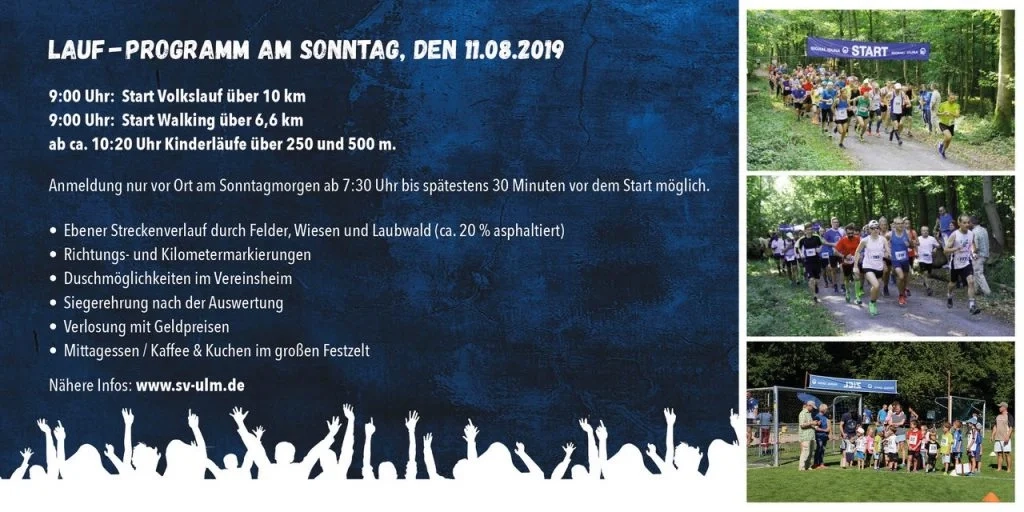 LAUF-PROGRAMM AM SONNTAG, DEN 11.08.2019
9:00 Uhr: Start Volkslauf über 10 km
9:00 Uhr: Start Walking über 6,6 km
ab ca. 10:20 Uhr Kinderläufe über 250 und 500 m.
Anmeldung nur vor Ort am Sonntagmorgen ab 7:30 Uhr bis spätestens 30 Minuten vor dem Start möglich.
• Ebener Streckenverlauf durch Felder, Wiesen und Laubwald (ca. 20 % asphaltiert)
• Richtungs- und Kilometermarkierungen
• Duschmöglichkeiten im Vereinsheim
• Siegerehrung nach der Auswertung
• Verlosung mit Geldpreisen
• Mittagessen / Kaffee & Kuchen im großen Festzelt
Nähere Infos: www.sv-ulm.de
START
ZIEL